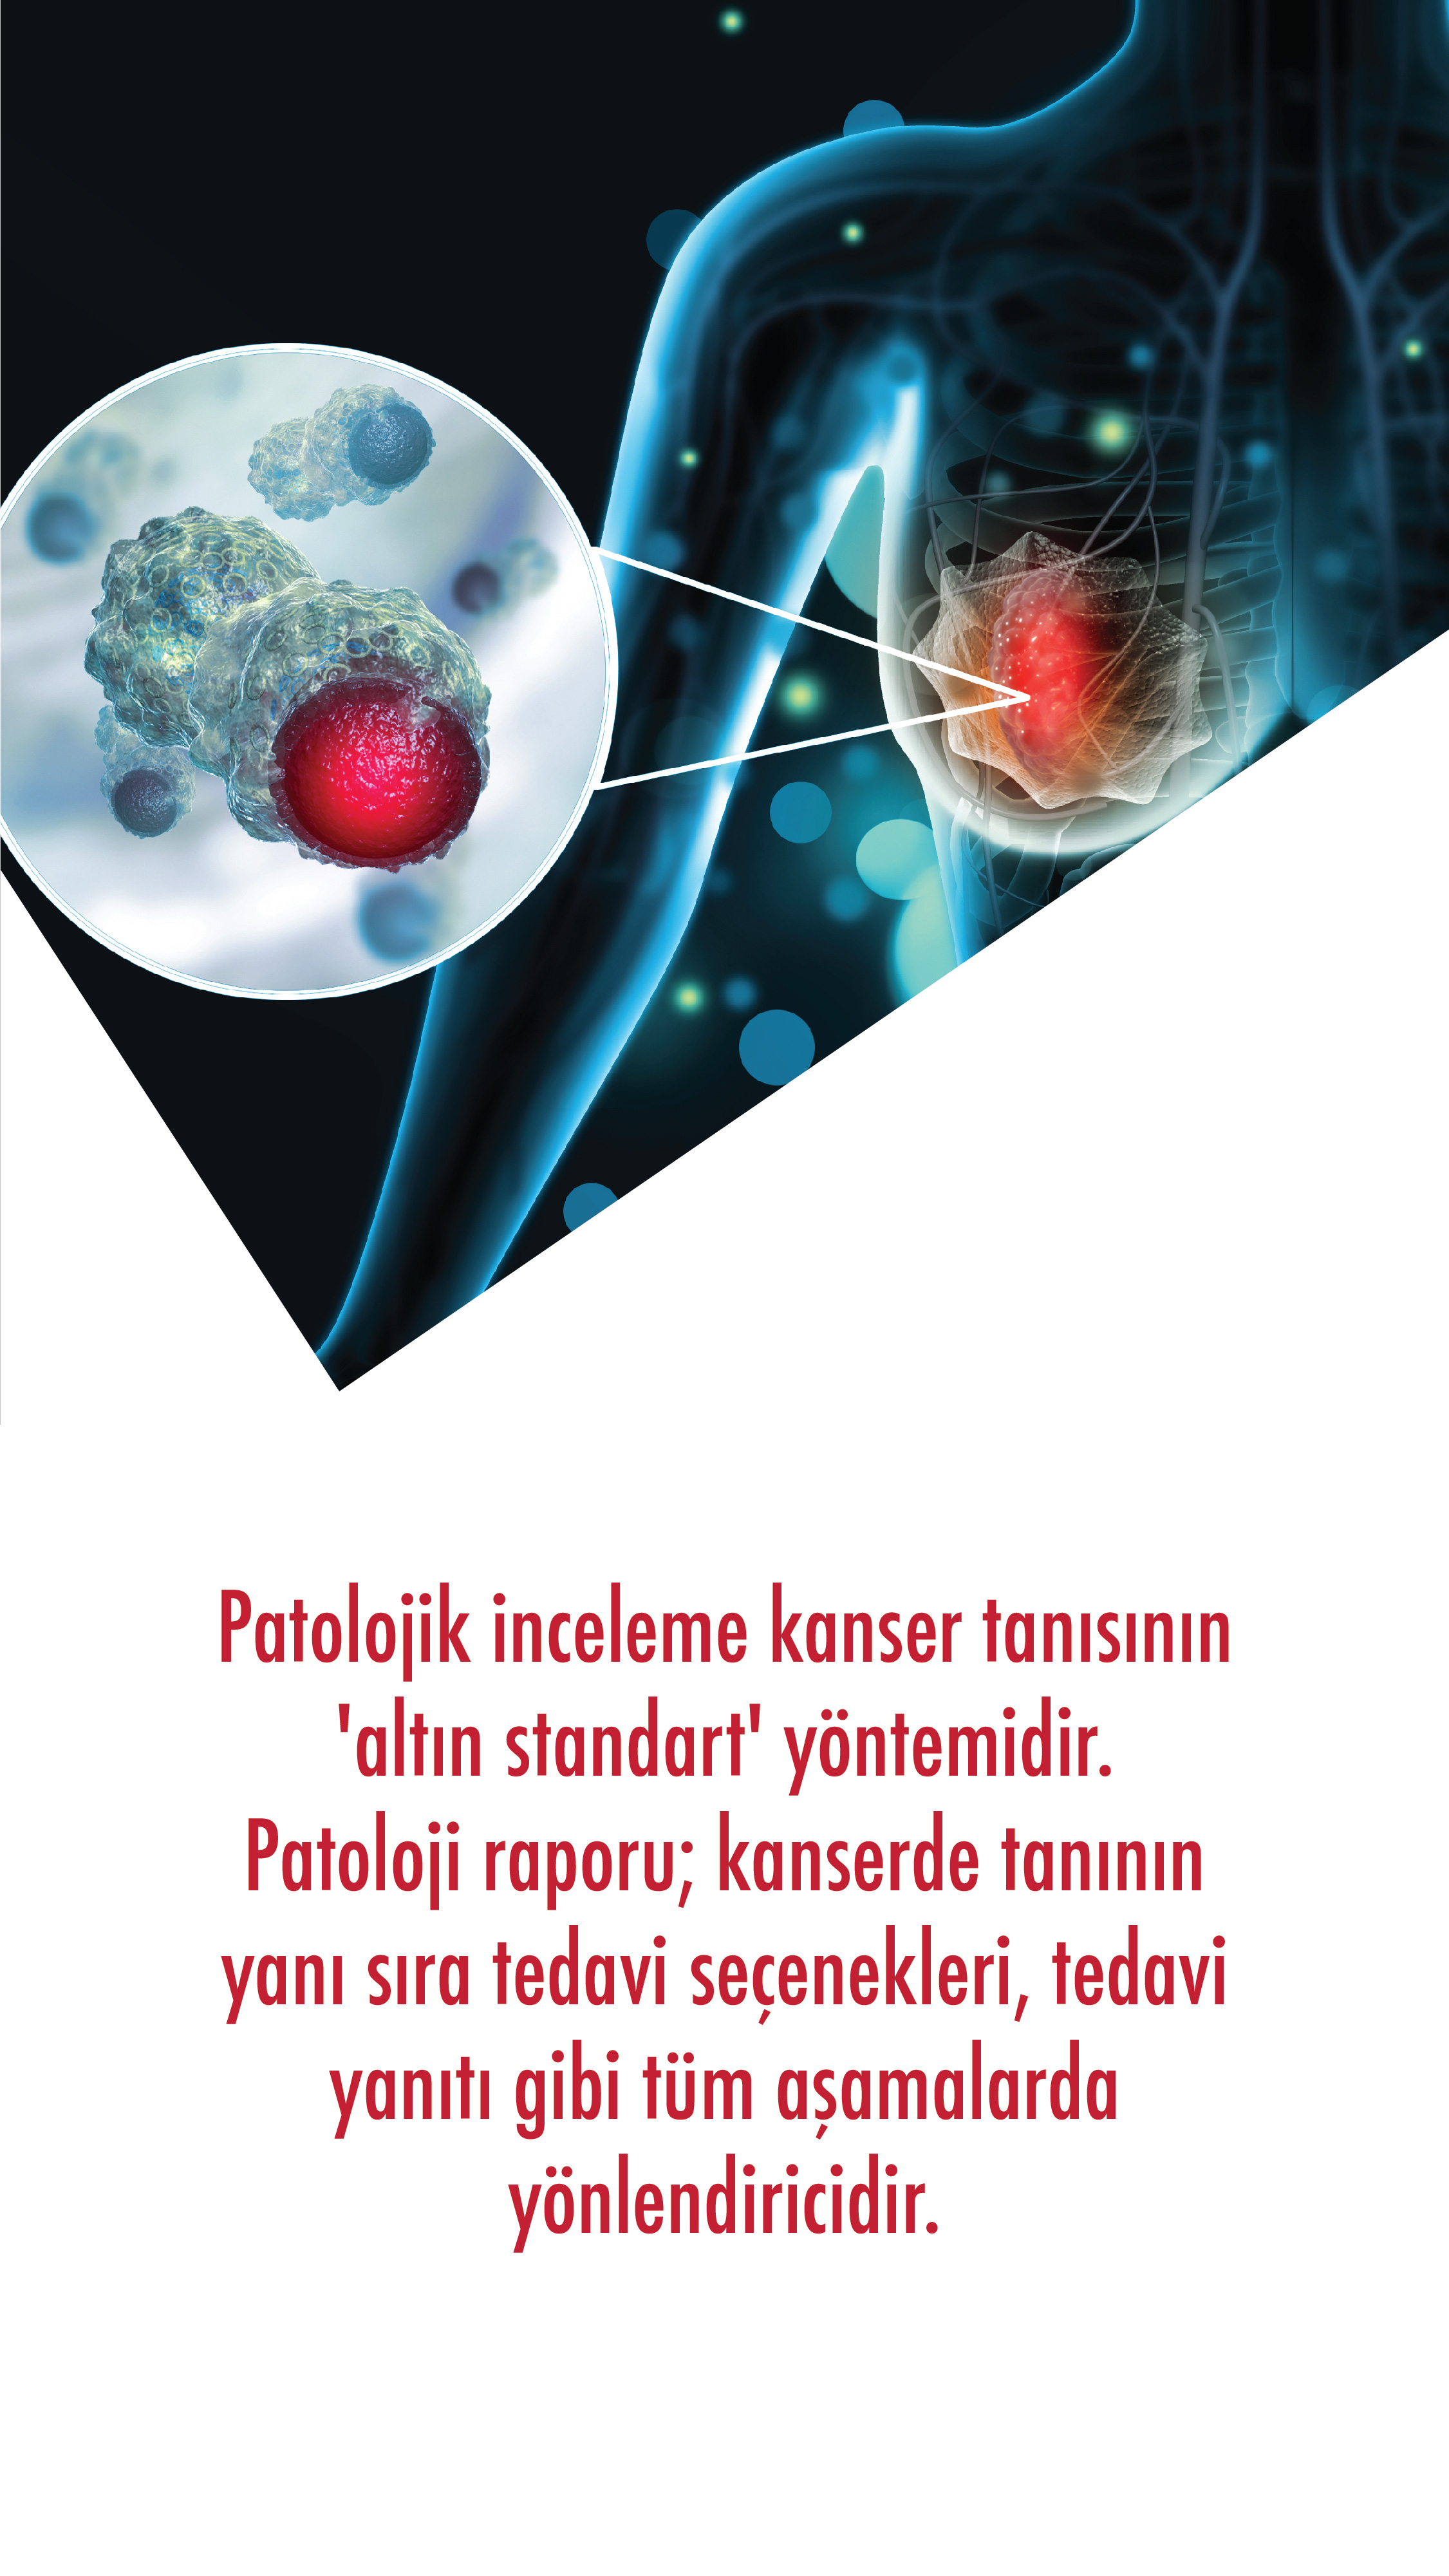 Patolojik inceleme kanser tanısının
'altın standart' yöntemidir.
Patoloji raporu; kanserde tanının
yanı sıra tedavi seçenekleri, tedavi
yanıtı gibi tüm aşamalarda
yönlendiricidir.